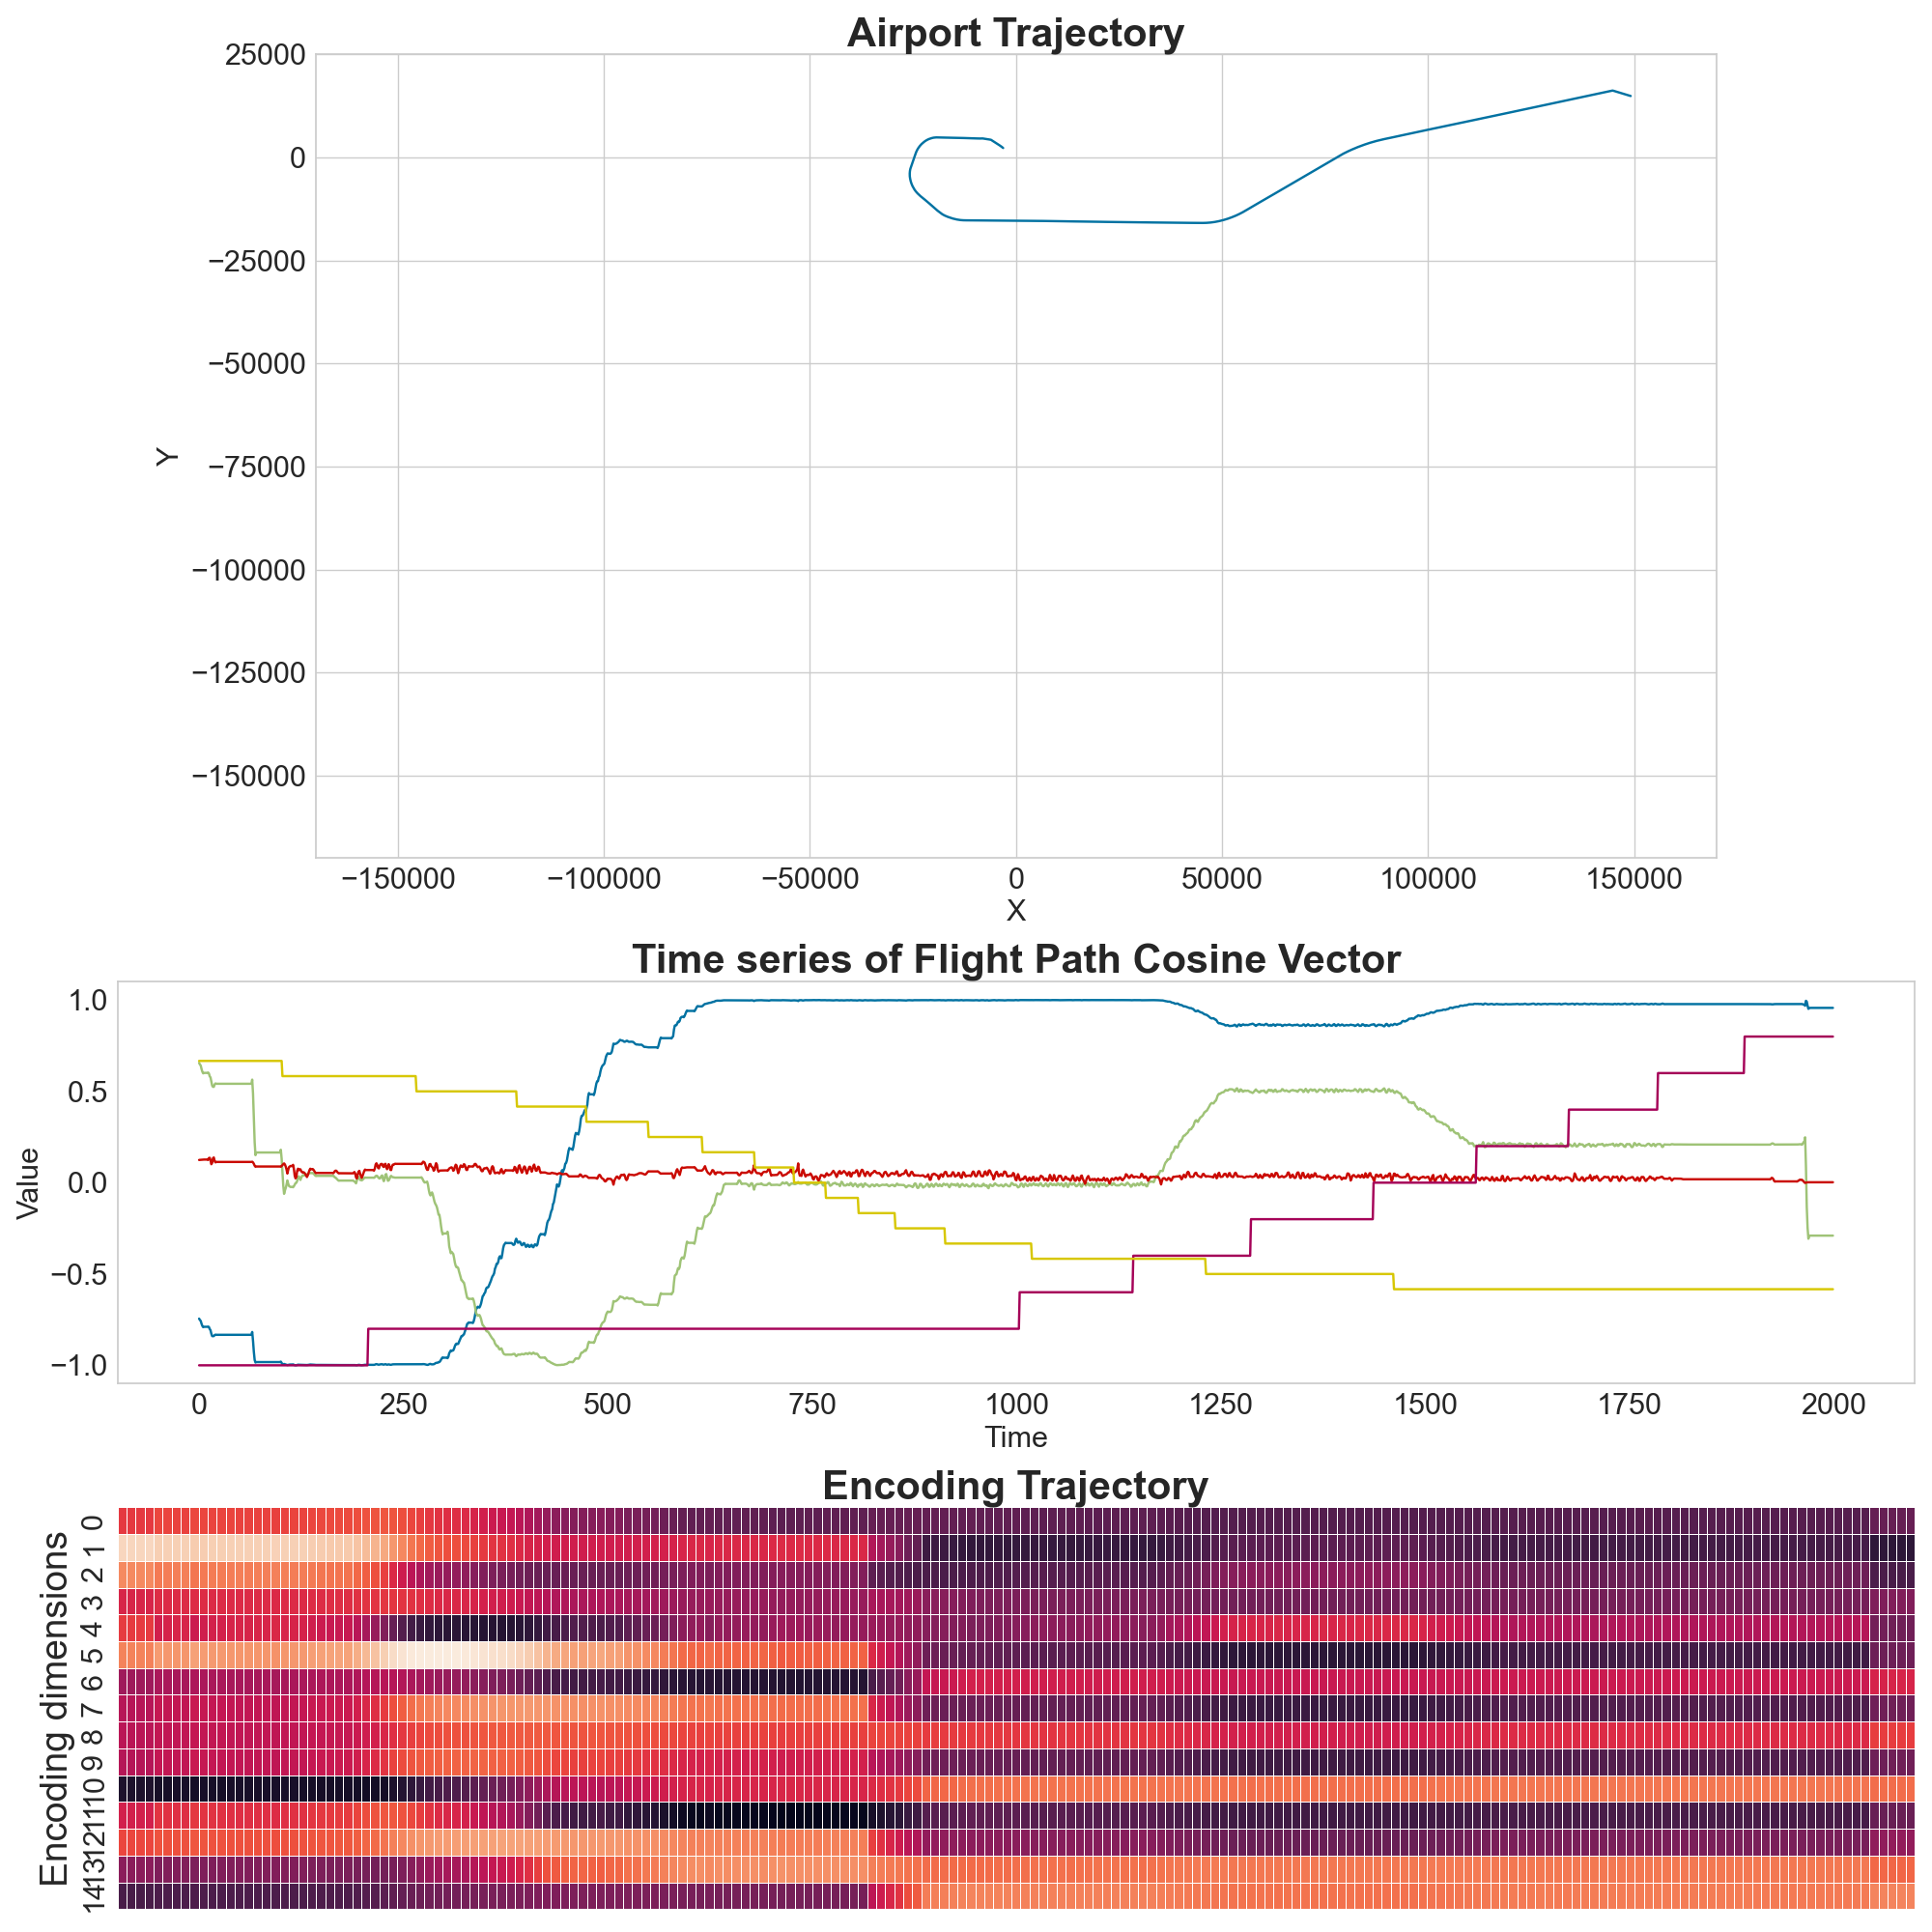 Airport Trajectory
25000
0
−25000
−50000
−75000
−100000
−125000
−150000
Y
−150000 −100000 −50000 0 50000 100000 150000
X
Time series of Flight Path Cosine Vector
1.0
0.5
0.0
−0.5
−1.0
Value
0 250 500 750 1000 1250 1500 1750 2000
Time
Encoding Trajectory
Encoding dimensions
0
1
2
3
4
5
6
7
8
9
10
11
12
13
14